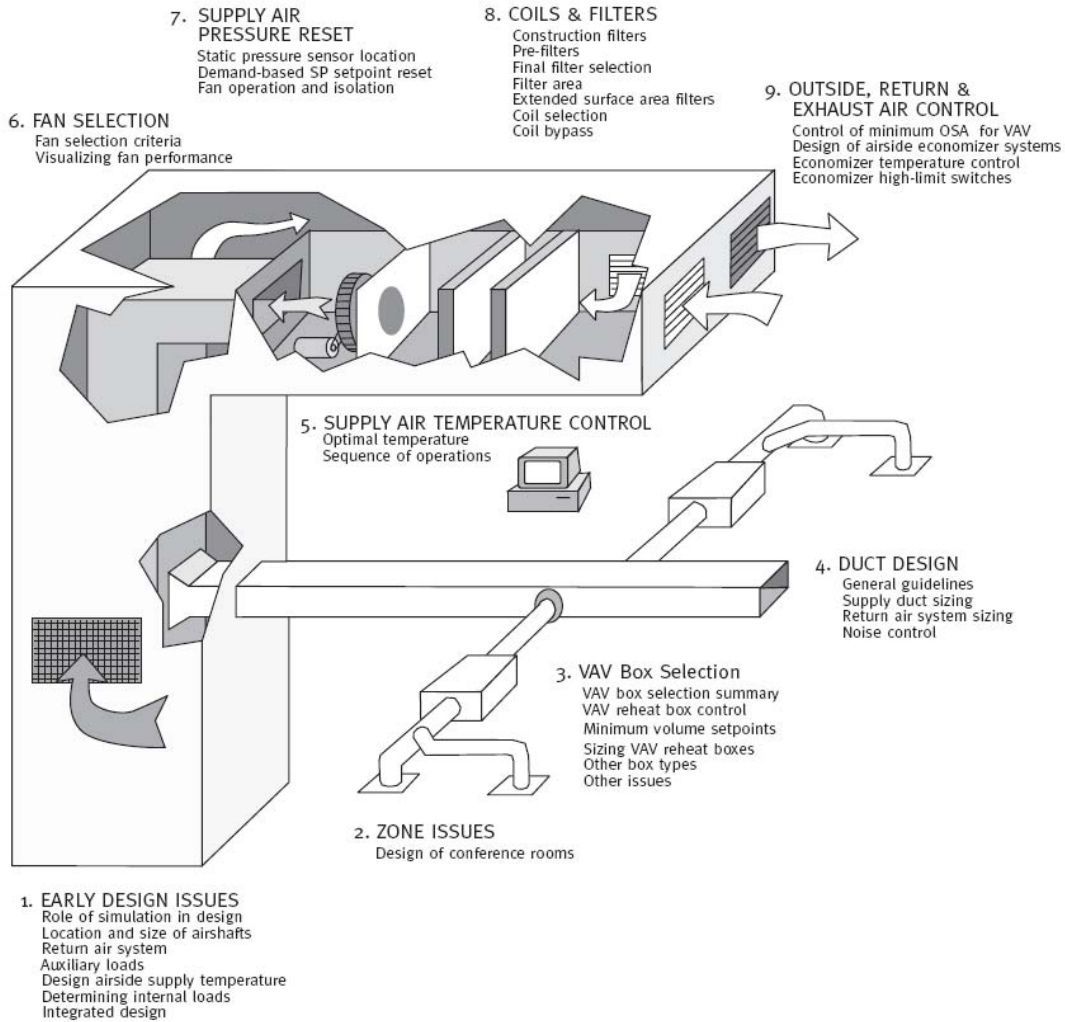 7. SUPPLY AIR
PRESSURE RESET
Static pressure sensor location
Demand-based SP setpoint reset
Fan operation and isolation
8. COILS & FILTERS
Construction filters
Pre-filters
Final filter selection
Filter area
Extended surface area filters
Coil selection
Coil bypass
9. OUTSIDE, RETURN &
EXHAUST AIR CONTROL
Control of minimum OSA for VAV
Design of airside economizer systems
Economizer temperature control
Economizer high-limit switches
6. FAN SELECTION
Fan selection criteria
Visualizing fan performance
5. SUPPLY AIR TEMPERATURE CONTROL
Optimal temperature
Sequence of operations
4. DUCT DESIGN
General guidelines
Supply duct sizing
Return air system sizing
Noise control
3. VAV Box Selection
VAV box selection summary
VAV reheat box control
Minimum volume setpoints
Sizing VAV reheat boxes
Other box types
Other issues
2. ZONE ISSUES
Design of conference rooms
1. EARLY DESIGN ISSUES
Role of simulation in design
Location and size of airshafts
Return air system
Auxiliary loads
Design airside supply temperature
Determining internal loads
Integrated design